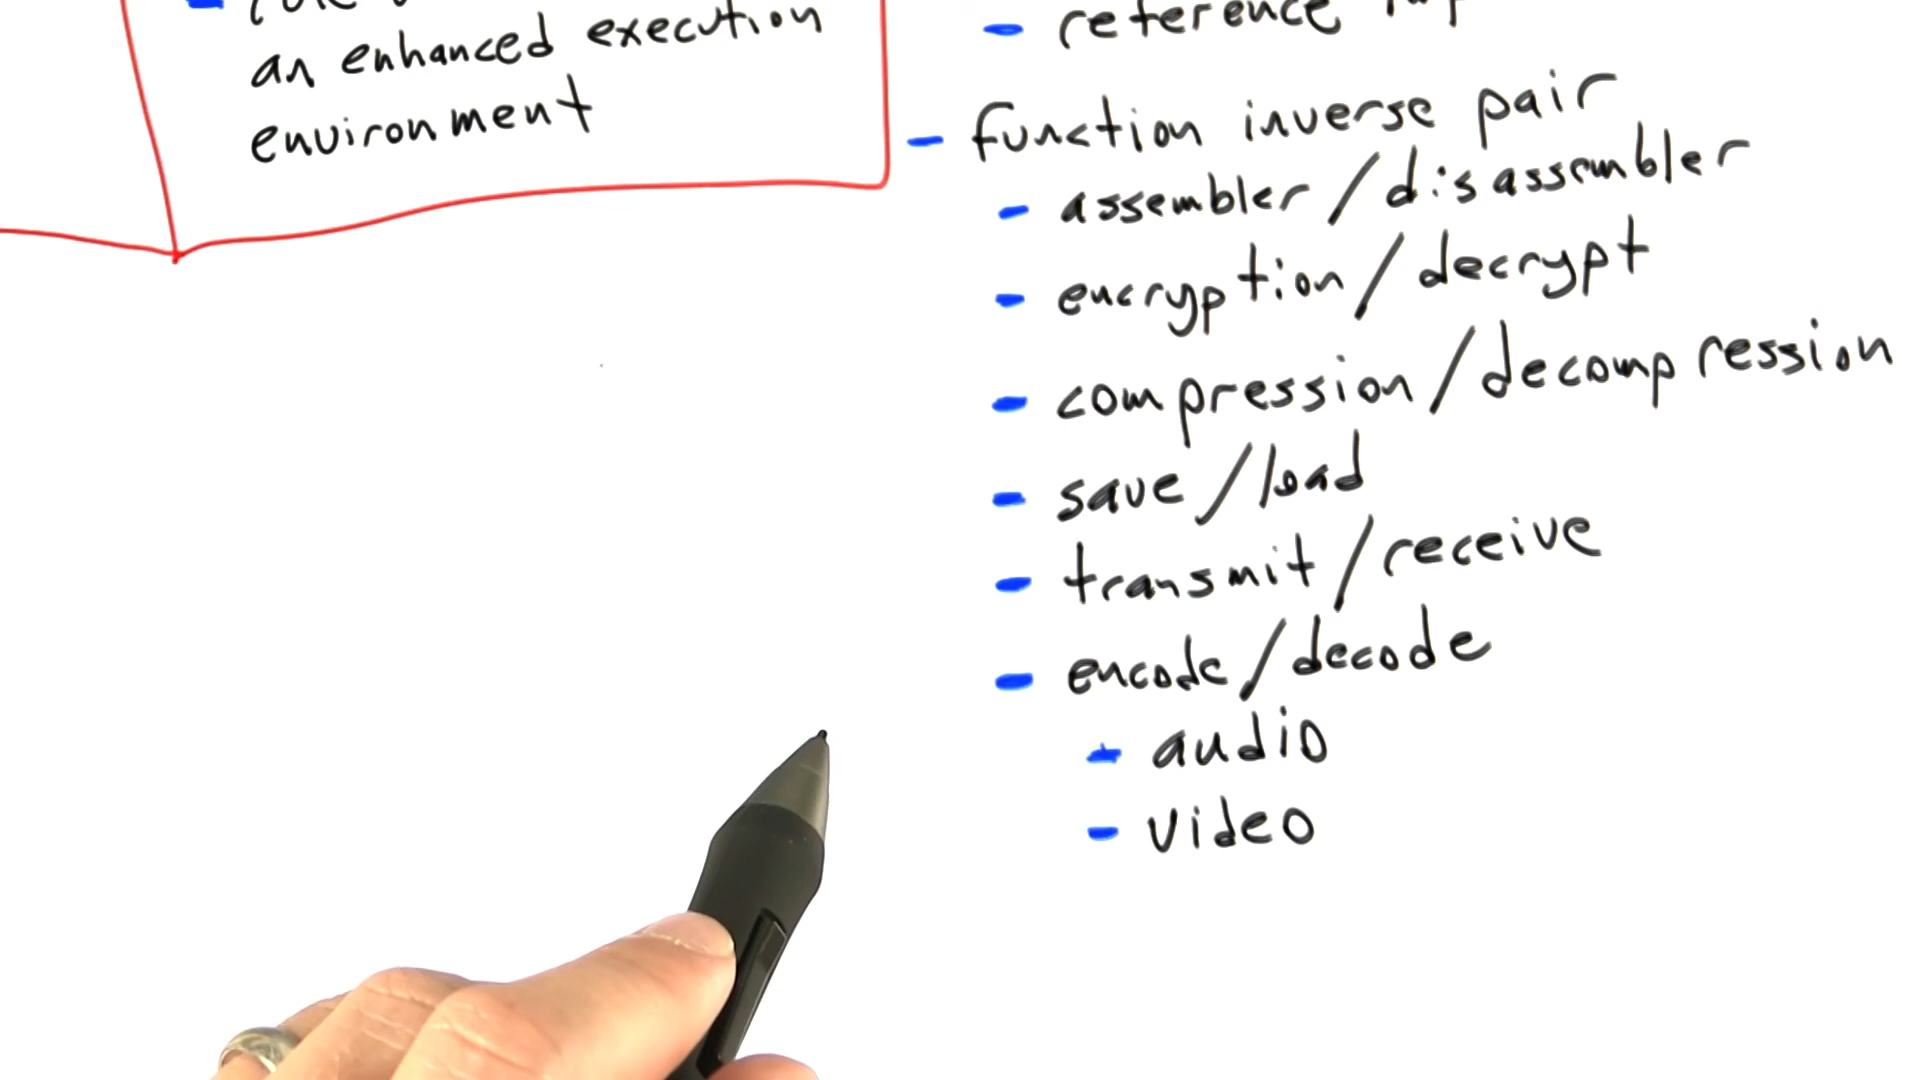 an enhanced execution
environment
- reference
- function inverse pair
- assembler/disassembler
- encryption/decrypt
- compression/decompression
- save/load
- transmit/receive
- encode/decode
- audio
- video